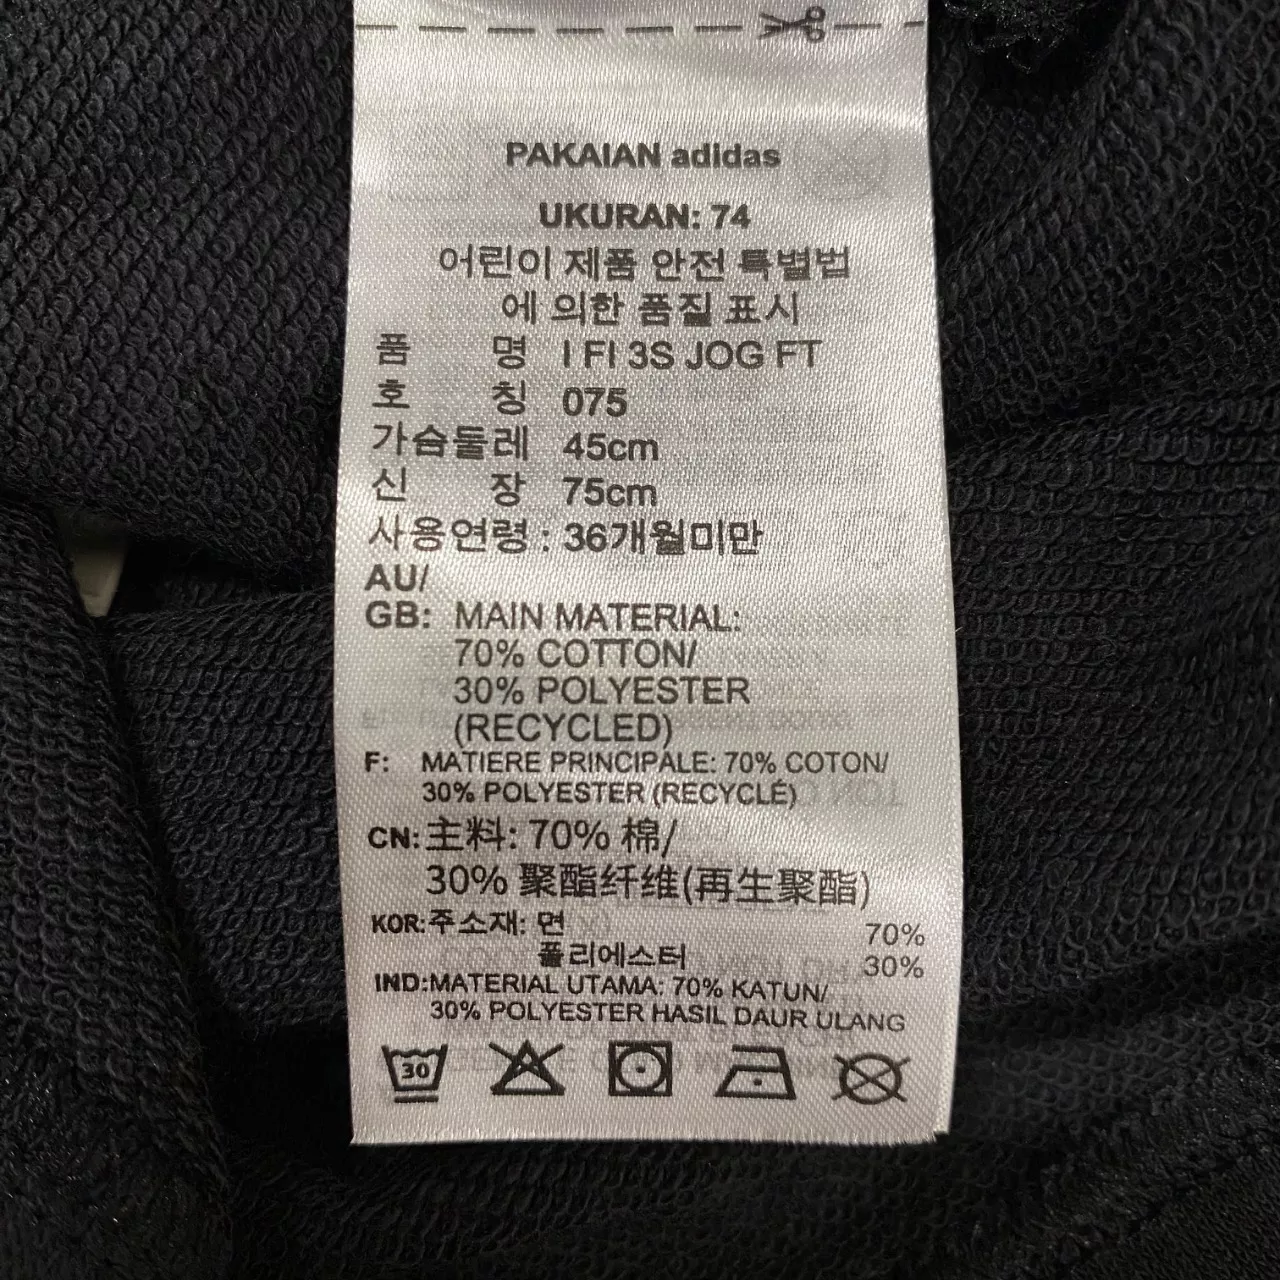 PAKAIAN adidas
UKURAN: 74
어린이 제품 안전 특별법
에 의한 품질 표시
품 명 I FI 3S JOG FT
호 칭 075
가슴둘레 45cm
신 장 75cm
사용연령 : 36개월미만
AU/
GB: MAIN MATERIAL:
70% COTTON/
30% POLYESTER
(RECYCLED)
F: MATIERE PRINCIPALE: 70% COTON/
30% POLYESTER (RECYCLÉ)
CN: 主料: 70% 棉/
30% 聚酯纤维(再生聚酯)
KOR: 주소재: 면 70%
폴리에스터 30%
IND: MATERIAL UTAMA: 70% KATUN/
30% POLYESTER HASIL DAUR ULANG
30